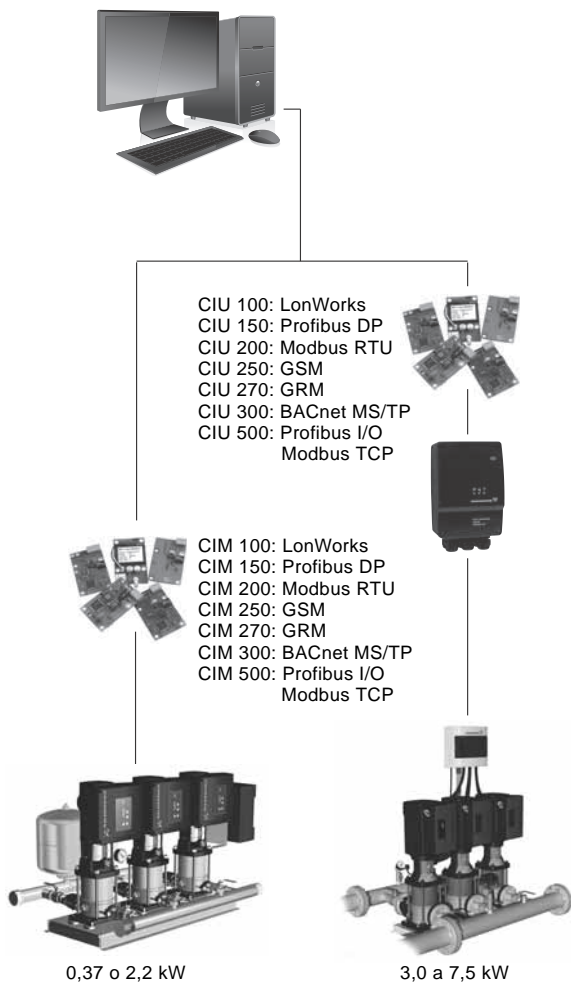 CIU 100: LonWorks
CIU 150: Profibus DP
CIU 200: Modbus RTU
CIU 250: GSM
CIU 270: GRM
CIU 300: BACnet MS/TP
CIU 500: Profibus I/O
Modbus TCP
CIM 100: LonWorks
CIM 150: Profibus DP
CIM 200: Modbus RTU
CIM 250: GSM
CIM 270: GRM
CIM 300: BACnet MS/TP
CIM 500: Profibus I/O
Modbus TCP
0,37 o 2,2 kW
3,0 a 7,5 kW